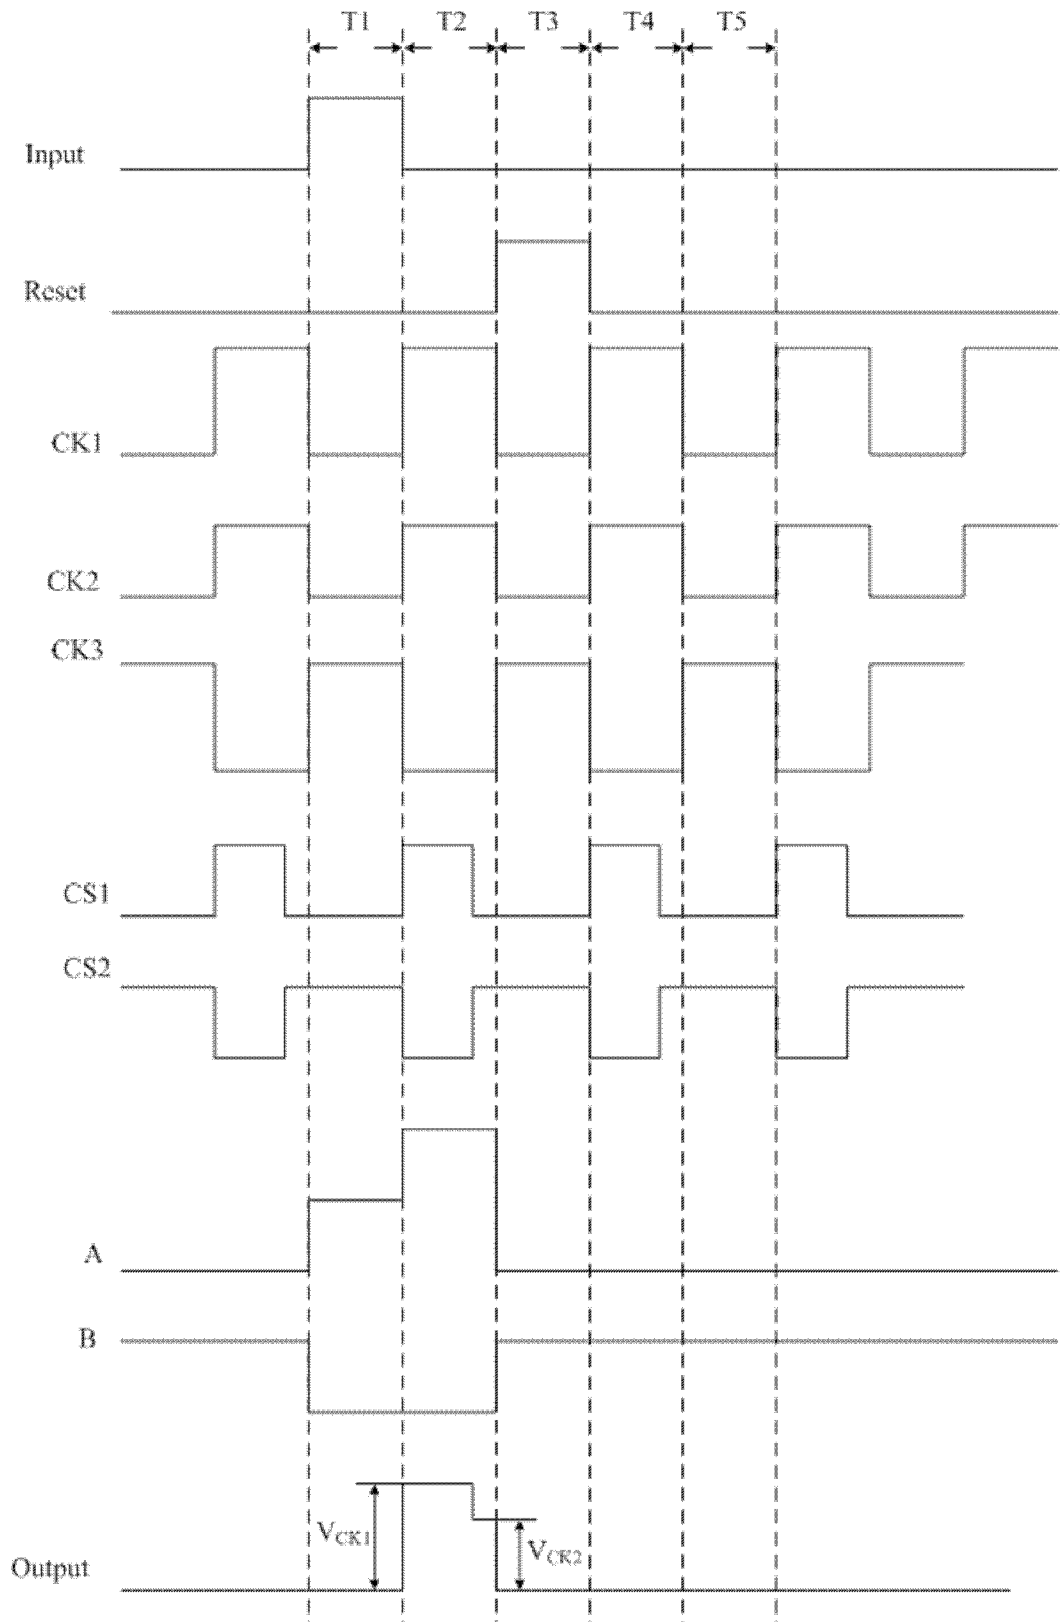 T1 T2 T3 T4 T5
Input
Reset
CK1
CK2
CK3
CS1
CS2
A
B
V_CK1
V_CK2
Output